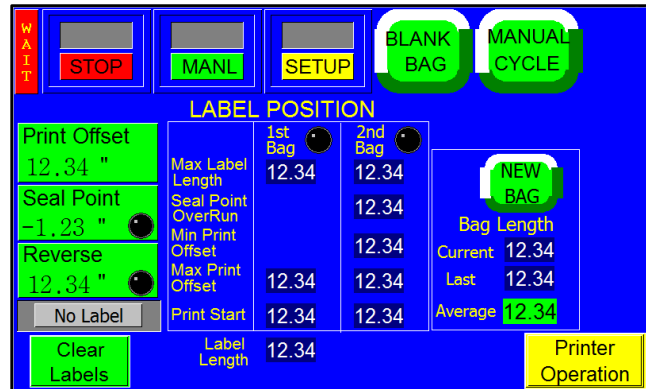 WAIT
STOP
MANL
SETUP
BLANK
BAG
MANUAL
CYCLE
LABEL POSITION
Print Offset
12.34 "
Seal Point
-1.23 "
Reverse
12.34 "
No Label
Clear
Labels
1st
Bag
2nd
Bag
Max Label
Length
12.34
12.34
Seal Point
OverRun
12.34
Min Print
Offset
12.34
Max Print
Offset
12.34
12.34
Print Start
12.34
12.34
Label
Length
12.34
NEW
BAG
Bag Length
Current 12.34
Last 12.34
Average 12.34
Printer
Operation